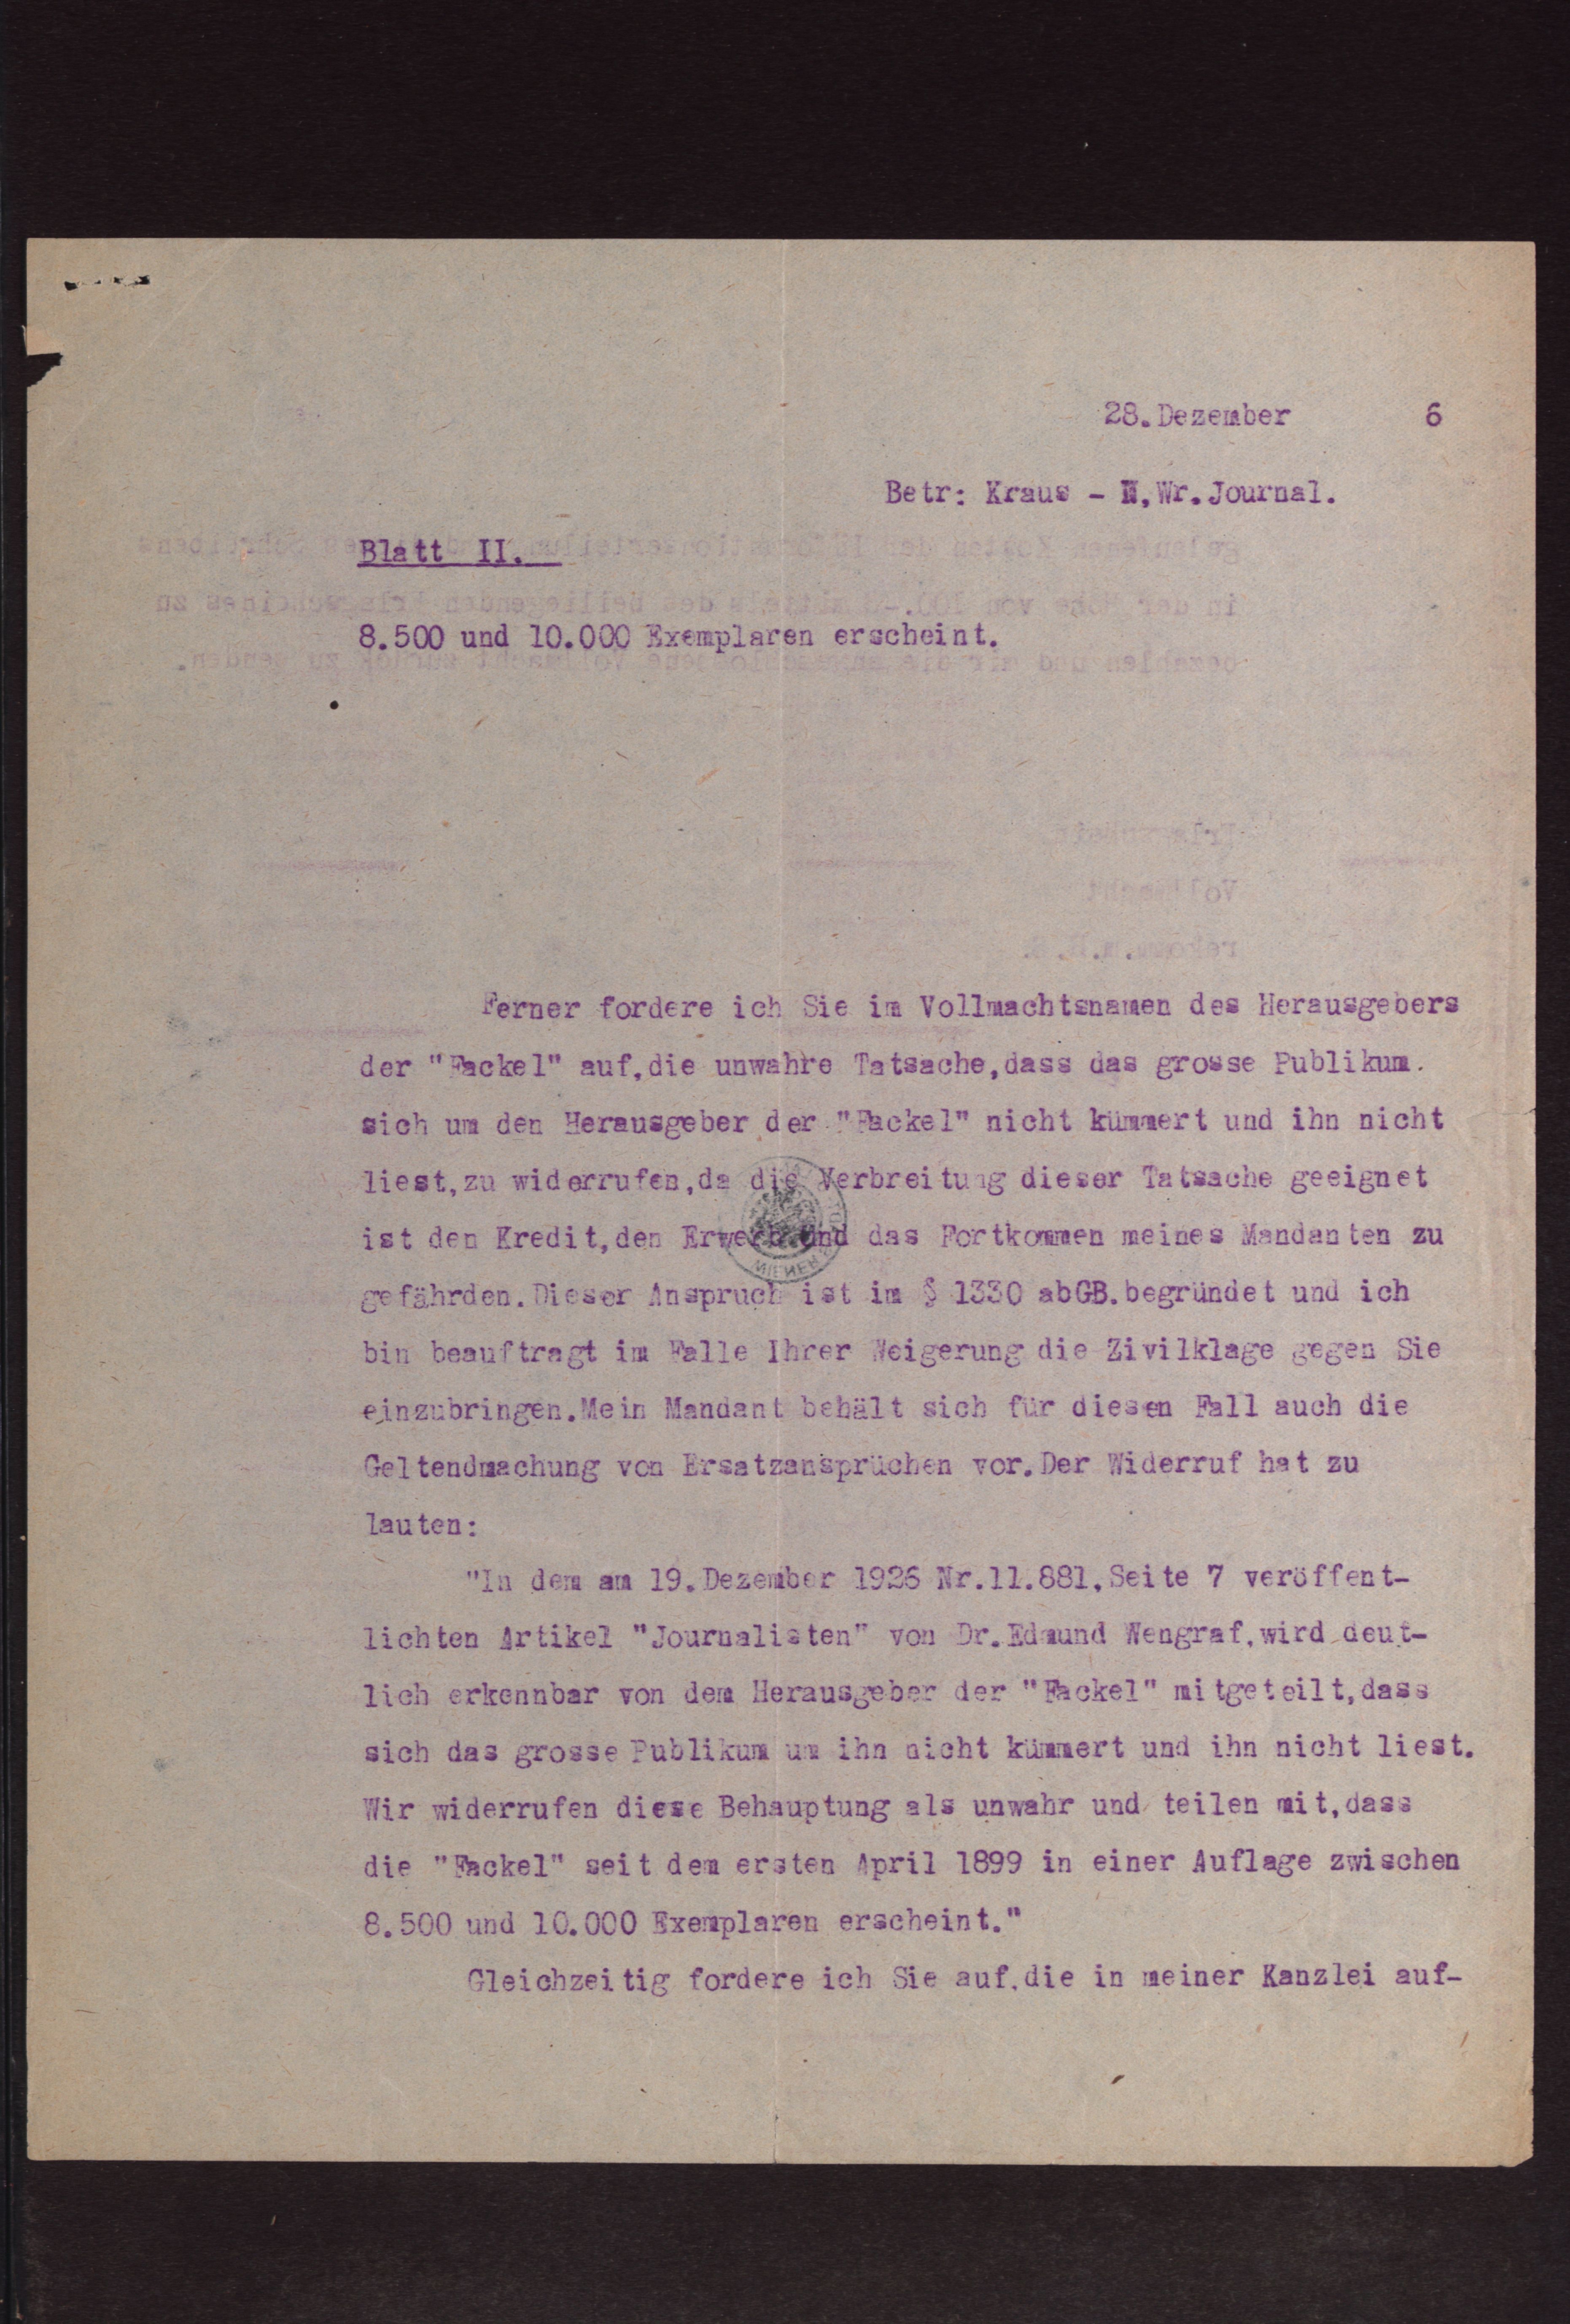 28.Dezember 6
Betr: Kraus - N.Wr.Journal.
Blatt II.
8.500 und 10.000 Exemplaren erscheint.
Ferner fordere ich Sie im Vollmachtsnamen des Herausgebers
der "Fackel" auf,die unwahre Tatsache,dass das grosse Publikum.
sich um den Herausgeber der "Fackel" nicht kümmert und ihn nicht
liest,zu widerrufen,da die Verbreitung dieser Tatsache geeignet
ist den Kredit,den Erwerb und das Fortkommen meines Mandanten zu
gefährden.Dieser Anspruch ist im § 1330 abGB.begründet und ich
bin beauftragt im Falle Ihrer Weigerung die Zivilklage gegen Sie
einzubringen.Mein Mandant behält sich für diesen Fall auch die
Geltendmachung von Ersatzansprüchen vor.Der Widerruf hat zu
lauten:
"In dem am 19.Dezember 1926 Nr.11.881,Seite 7 veröffent-
lichten Artikel "Journalisten" von Dr.Edmund Wengraf,wird deut-
lich erkennbar von dem Herausgeber der "Fackel" mitgeteilt,dass
sich das grosse Publikum um ihn nicht kümmert und ihn nicht liest.
Wir widerrufen diese Behauptung als unwahr und teilen mit,dass
die "Fackel" seit dem ersten April 1899 in einer Auflage zwischen
8.500 und 10.000 Exemplaren erscheint."
Gleichzeitig fordere ich Sie auf,die in meiner Kanzlei auf-